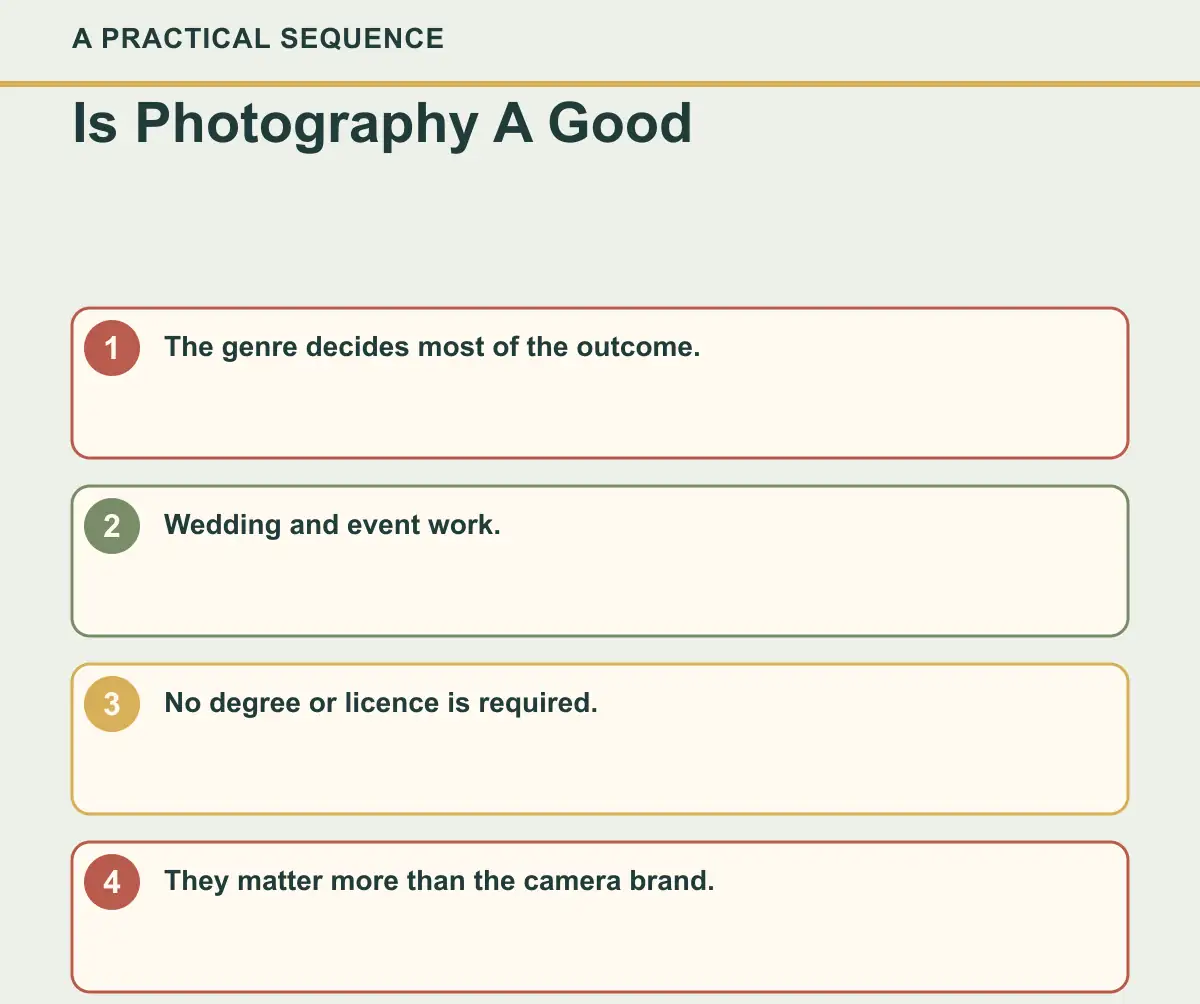 A PRACTICAL SEQUENCE
Is Photography A Good
1
The genre decides most of the outcome.
2
Wedding and event work.
3
No degree or licence is required.
4
They matter more than the camera brand.